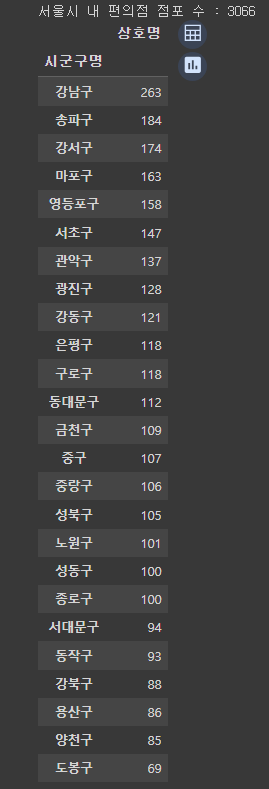 서울시 내 편의점 점포 수 : 3066
상호명
시군구명
강남구 263
송파구 184
강서구 174
마포구 163
영등포구 158
서초구 147
관악구 137
광진구 128
강동구 121
은평구 118
구로구 118
동대문구 112
금천구 109
중구 107
중랑구 106
성북구 105
노원구 101
성동구 100
종로구 100
서대문구 94
동작구 93
강북구 88
용산구 86
양천구 85
도봉구 69